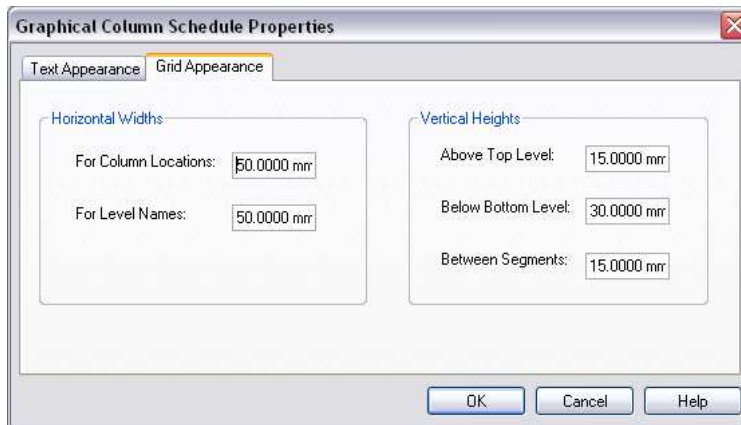 Graphical Column Schedule Properties
Text Appearance
Grid Appearance
Horizontal Widths
For Column Locations: 50.0000 mm
For Level Names: 50.0000 mm
Vertical Heights
Above Top Level: 15.0000 mm
Below Bottom Level: 30.0000 mm
Between Segments: 15.0000 mm
OK
Cancel
Help